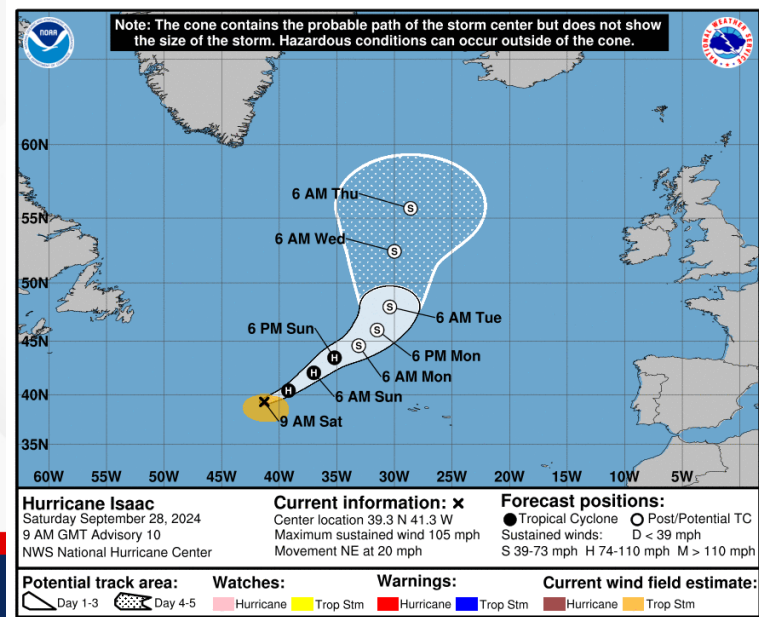 Note: The cone contains the probable path of the storm center but does not show
the size of the storm. Hazardous conditions can occur outside of the cone.
NOAA
NATIONAL WEATHER SERVICE
60N
6 AM Thu
S
55N
6 AM Wed
S
50N
S
6 AM Tue
6 PM Sun
S
45N
H
6 PM Mon
S
6 AM Mon
H
40N
H
6 AM Sun
9 AM Sat
35N
60W 55W 50W 45W 40W 35W 30W 25W 20W 15W 10W 5W
Hurricane Isaac
Saturday September 28, 2024
9 AM GMT Advisory 10
NWS National Hurricane Center
Current information: ×
Center location 39.3 N 41.3 W
Maximum sustained wind 105 mph
Movement NE at 20 mph
Forecast positions:
Tropical Cyclone Post/Potential TC
Sustained winds: D < 39 mph
S 39-73 mph H 74-110 mph M > 110 mph
Potential track area:
Day 1-3 Day 4-5
Watches:
Hurricane Trop Stm
Warnings:
Hurricane Trop Stm
Current wind field estimate:
Hurricane Trop Stm